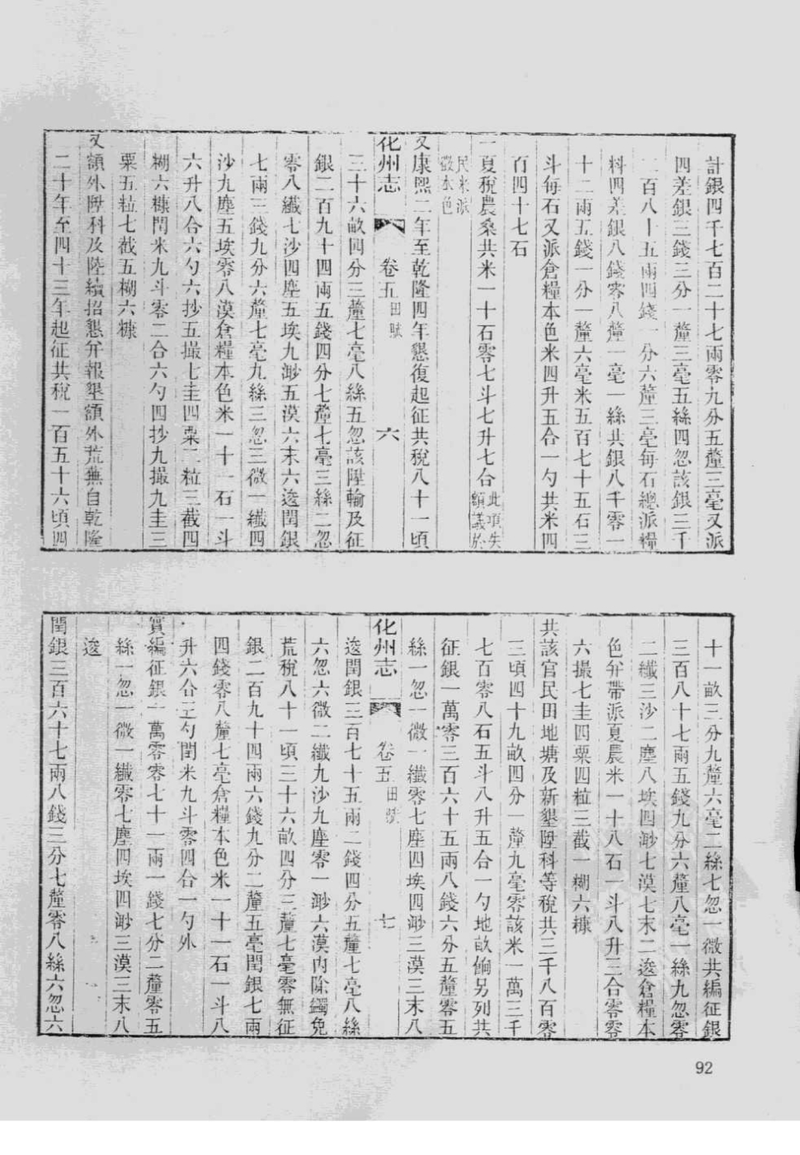 計銀四千七百二十七兩零九分五釐三毫又派
四差銀三錢三分一釐三毫五絲四忽該銀三千
二百八十五兩四錢一分六釐三毫每石總派糧
料四差銀八錢零八釐一毫一絲共銀八千零一
十二兩五錢一分一釐六毫米五百七十五石三
斗每石又派倉糧本色米四升五合一勺共米四
百四十七石
一夏稅農桑共米一十石零七斗七升七合此項失額議於
民米派徵本色
又康熙二年至乾隆四年懇復起征共稅八十一頃
化州志 卷五田賦 六
三十六畝四分三釐七毫八絲五忽該陞輸及征
銀二百九十四兩五錢四分七釐七毫三絲二忽
零八纖七沙四塵五埃九渺五漠六末六逡閏銀
七兩三錢九分六釐七毫九絲三忽三微一纖四
沙九塵五埃零八漠倉糧本色米一十一石一斗
六升八合六勺六抄五撮七圭四粟二粒三截四
糊六糠閏米九斗零二合六勺四抄九撮九圭三
粟五粒七截五糊六糠
又額外陞科及陸續招懇并報墾額外荒蕪自乾隆
二十年至四十三年起征共稅一百五十六頃四
十一畝三分九釐六毫二絲七忽一微共編征銀
三百八十七兩五錢九分六釐八毫一絲九忽零
二纖三沙二塵八埃四渺七漠七末二逡倉糧本
色并帶派夏農米一十八石一斗八升三合零零
六撮七圭四粟四粒三截一糊六糠
共該官民田地塘及新墾陞科等稅共三千八百零
三頃四十九畝四分一釐九毫零該米一萬三千
七百零八石五斗八升五合一勺地畝餉另列共
征銀一萬零三百六十五兩八錢六分五釐零五
絲一忽一微一纖零七塵四埃四渺三漠三末八
化州志 卷五田賦 七
逡閏銀三百七十五兩二錢四分五釐七毫八絲
六忽六微二纖九沙九塵零一渺六漠內除蠲免
荒稅八十一頃三十六畝四分三釐七毫零無征
銀二百九十四兩六錢九分二釐五毫閏銀七兩
四錢零八釐七毫倉糧本色米一十一石一斗八
升六合三勺閏米九斗零四合一勺外
實編征銀一萬零零七十一兩一錢七分二釐零五
絲一忽一微一纖零七塵四埃四渺三漠三末八
逡
閏銀三百六十七兩八錢三分七釐零八絲六忽六
92